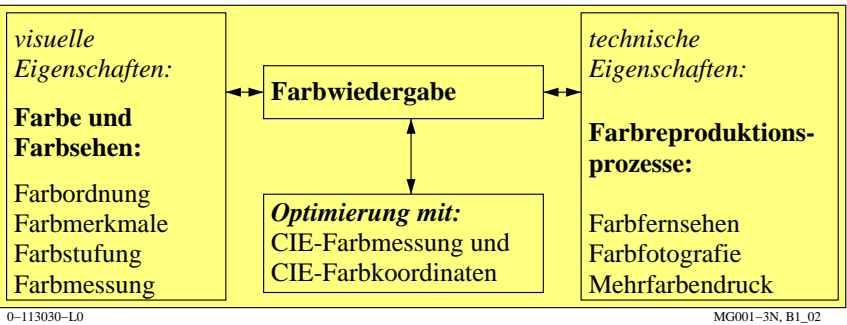 visuelle
Eigenschaften:
Farbe und
Farbsehen:
Farbordnung
Farbmerkmale
Farbstufung
Farbmessung
Farbwiedergabe
Optimierung mit:
CIE-Farbmessung und
CIE-Farbkoordinaten
technische
Eigenschaften:
Farbreproduktions-
prozesse:
Farbfernsehen
Farbfotografie
Mehrfarbendruck
0−113030−L0
MG001−3N, B1_02